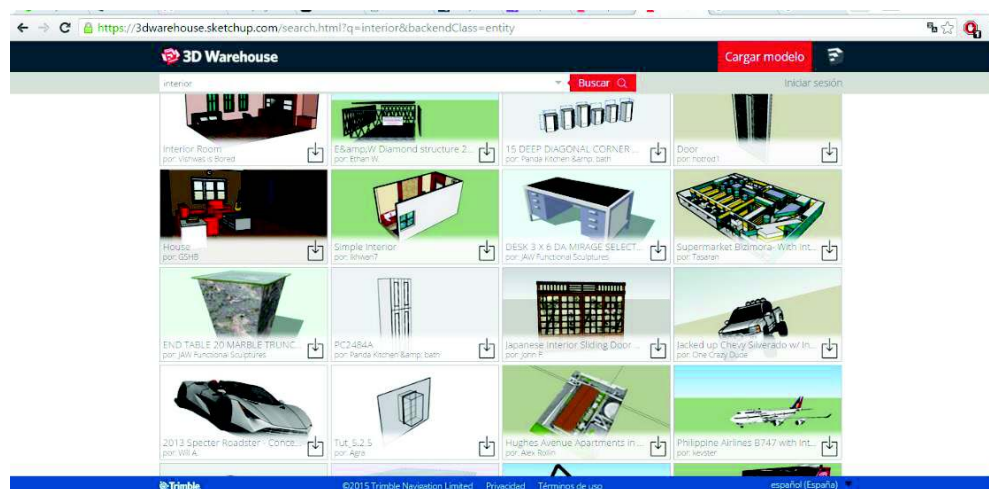 https://3dwarehouse.sketchup.com/search.html?q=interior&backendClass=entity
3D Warehouse
Cargar modelo
interior
Buscar
Iniciar sesión
Interior Room
por: Vishwas is Bored
E&amp;W Diamond structure 2...
por: Ethan W.
15 DEEP DIAGONAL CORNER ...
por: Panda Kitchen &amp; bath
Door
por: hotrod1
House
por: GSHB
Simple Interior
por: likhwan7
DESK 3 X 6 DA MIRAGE SELECT...
por: JAW Functional Sculptures
Supermarket Bizimora- With Int...
por: Taparan
END TABLE 20 MARBLE TRUNC...
por: JAW Functional Sculptures
PC2484A
por: Panda Kitchen &amp; bath
Japanese Interior Sliding Door ...
por: John F.
Jacked up Chevy Silverado w/ In...
por: One Crazy Dude
2013 Specter Roadster - Conce...
por: Will A.
Tut_5.2.5
por: Agra
Hughes Avenue Apartments in ...
por: Alex Rollin
Philippine Airlines B747 with Int...
por: kevster
Trimble
©2015 Trimble Navigation Limited
Privacidad
Términos de uso
español (España)